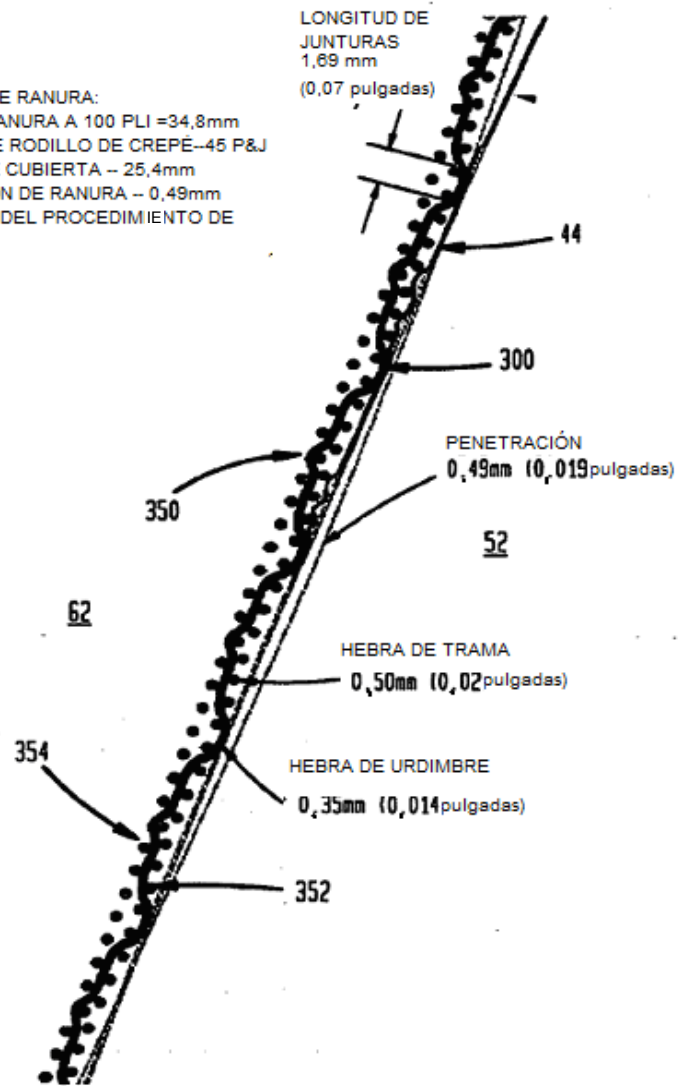 LONGITUD DE
JUNTURAS
1,69 mm
(0,07 pulgadas)
E RANURA:
ANURA A 100 PLI =34,8mm
E RODILLO DE CREPÉ--45 P&J
E CUBIERTA -- 25,4mm
ÓN DE RANURA -- 0,49mm
DEL PROCEDIMIENTO DE
44
300
PENETRACIÓN
0,49mm (0,019pulgadas)
350
52
62
HEBRA DE TRAMA
0,50mm (0,02pulgadas)
354
HEBRA DE URDIMBRE
0,35mm (0,014pulgadas)
352